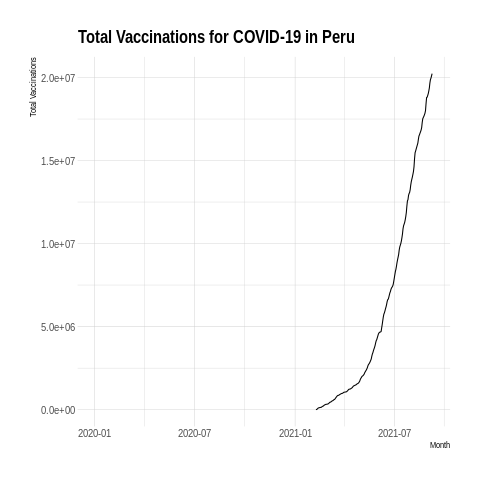 Total Vaccinations for COVID-19 in Peru
Total Vaccinations
2.0e+07
1.5e+07
1.0e+07
5.0e+06
0.0e+00
2020-01 2020-07 2021-01 2021-07
Month